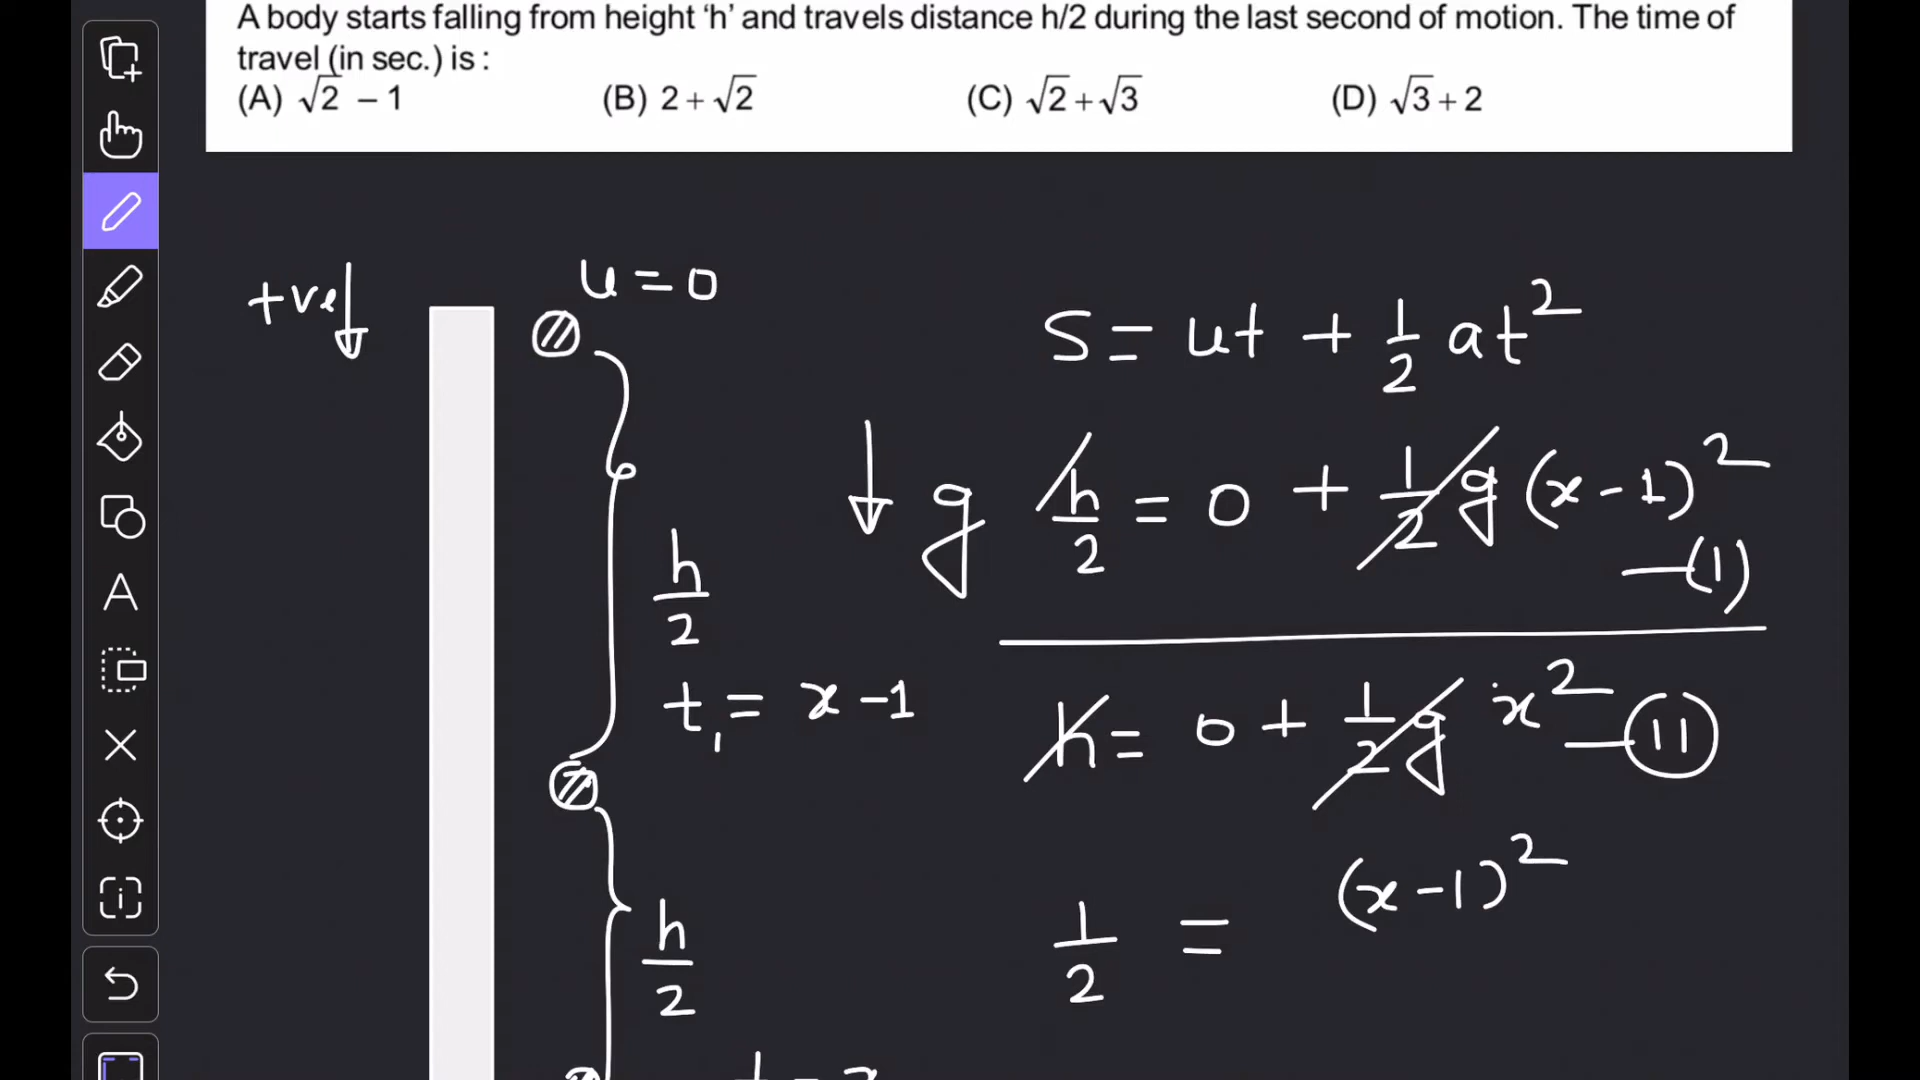 A body starts falling from height ‘h’ and travels distance h/2 during the last second of motion. The time of
travel (in sec.) is :
(A) √2 – 1 (B) 2 + √2 (C) √2 + √3 (D) √3 + 2
+ve
u = 0
S = ut + 1/2 at²
g
h/2 = 0 + 1/2 g (x - 1)²
—(1)
h/2
t₁ = x - 1
h = 0 + 1/2 g x² —(11)
h/2
1/2 = (x - 1)²
A